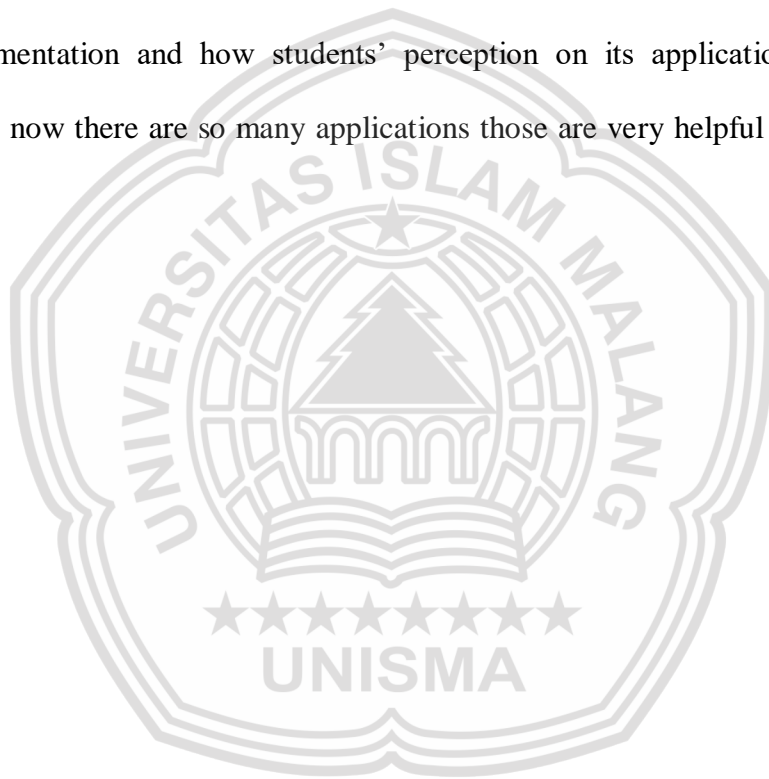 mentation and how students’ perception on its applicatio
now there are so many applications those are very helpful
UNIVERSITAS ISLAM MALANG
UNISMA